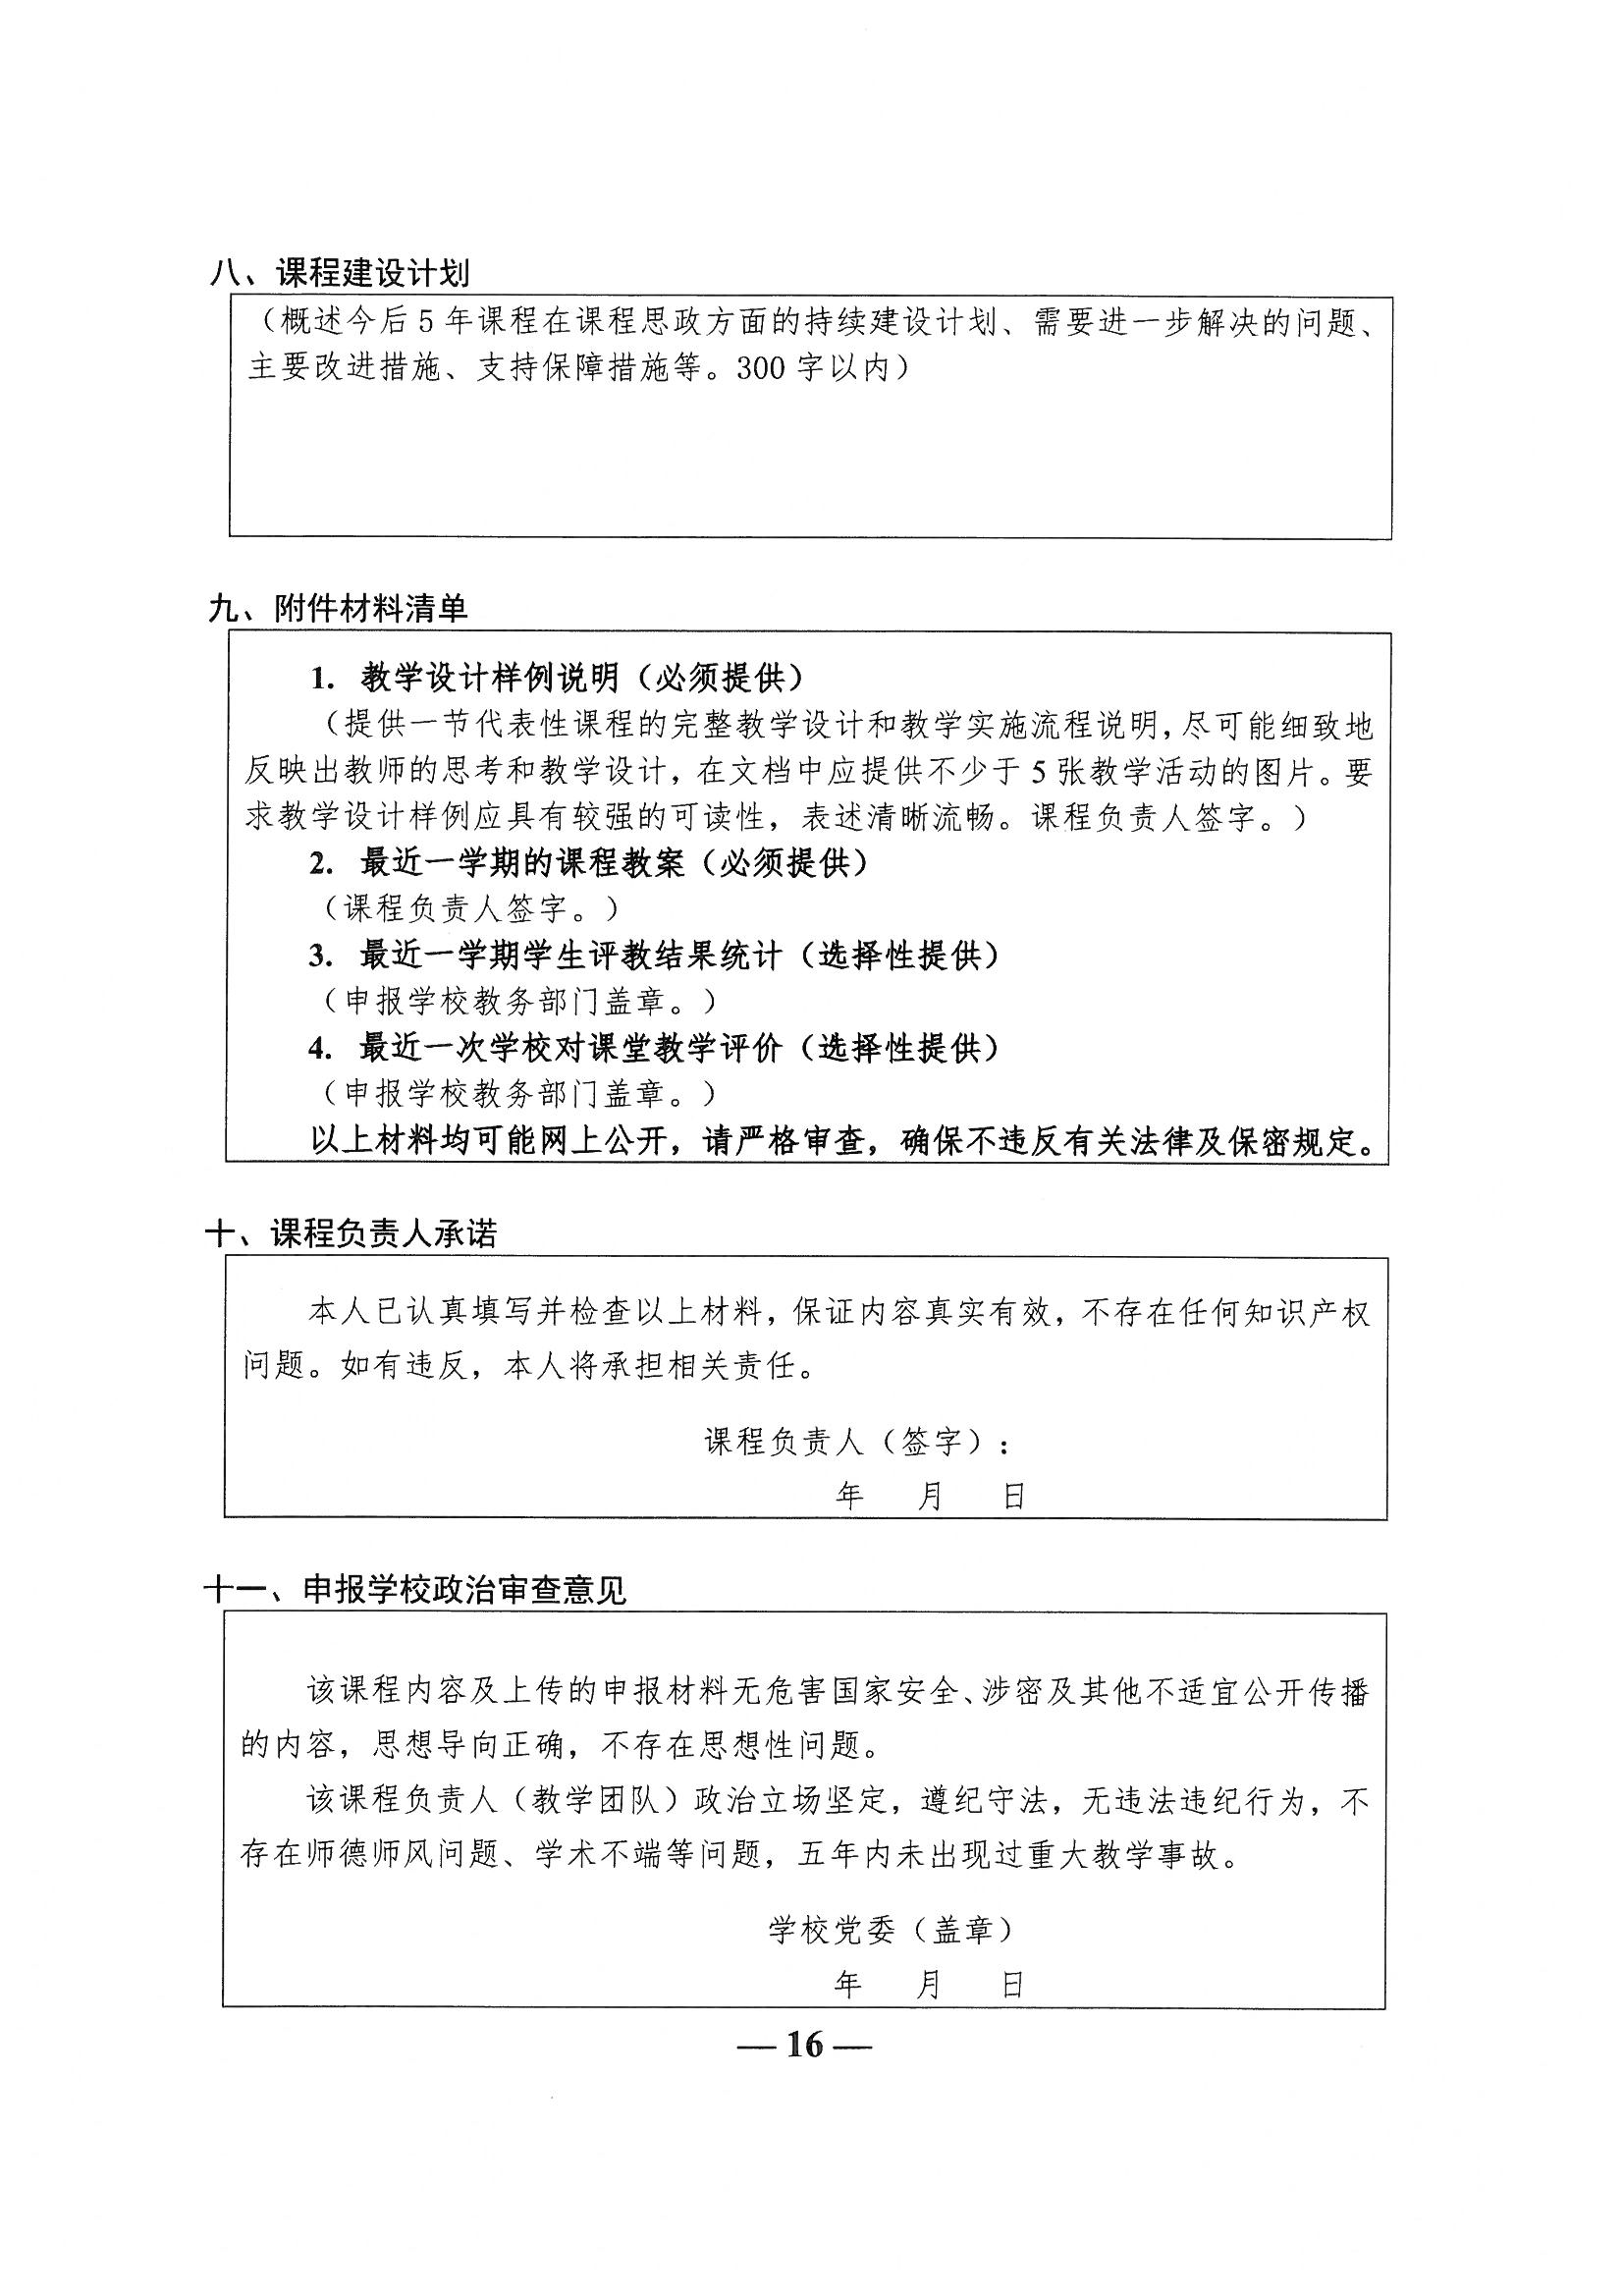 八、课程建设计划
（概述今后 5 年课程在课程思政方面的持续建设计划、需要进一步解决的问题、
主要改进措施、支持保障措施等。300 字以内）
九、附件材料清单
1. 教学设计样例说明（必须提供）
（提供一节代表性课程的完整教学设计和教学实施流程说明，尽可能细致地
反映出教师的思考和教学设计，在文档中应提供不少于 5 张教学活动的图片。要
求教学设计样例应具有较强的可读性，表述清晰流畅。课程负责人签字。）
2. 最近一学期的课程教案（必须提供）
（课程负责人签字。）
3. 最近一学期学生评教结果统计（选择性提供）
（申报学校教务部门盖章。）
4. 最近一次学校对课堂教学评价（选择性提供）
（申报学校教务部门盖章。）
以上材料均可能网上公开，请严格审查，确保不违反有关法律及保密规定。
十、课程负责人承诺
本人已认真填写并检查以上材料，保证内容真实有效，不存在任何知识产权
问题。如有违反，本人将承担相关责任。
课程负责人（签字）：
年 月 日
十一、申报学校政治审查意见
该课程内容及上传的申报材料无危害国家安全、涉密及其他不适宜公开传播
的内容，思想导向正确，不存在思想性问题。
该课程负责人（教学团队）政治立场坚定，遵纪守法，无违法违纪行为，不
存在师德师风问题、学术不端等问题，五年内未出现过重大教学事故。
学校党委（盖章）
年 月 日
— 16 —